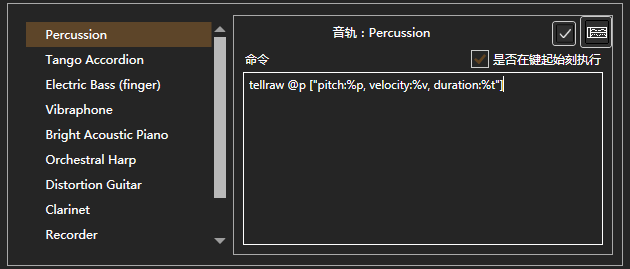 Percussion
Tango Accordion
Electric Bass (finger)
Vibraphone
Bright Acoustic Piano
Orchestral Harp
Distortion Guitar
Clarinet
Recorder
音轨：Percussion
命令
是否在键起始刻执行
tellraw @p ["pitch:%p, velocity:%v, duration:%t"]